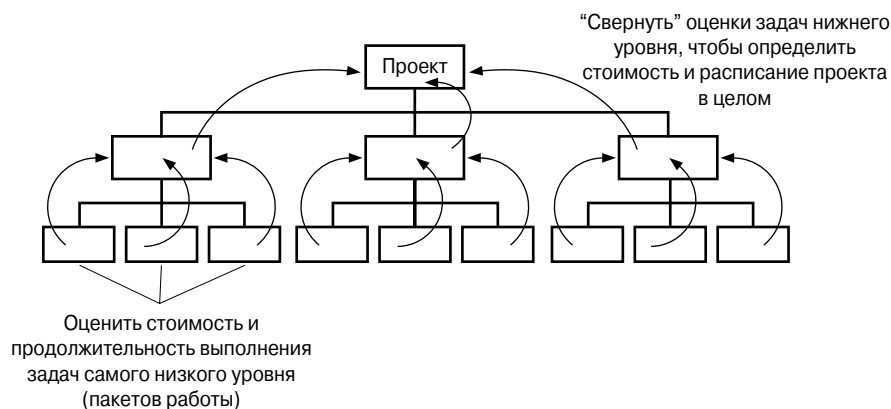 “Свернуть” оценки задач нижнего
уровня, чтобы определить
стоимость и расписание проекта
в целом
Проект
Оценить стоимость и
продолжительность выполнения
задач самого низкого уровня
(пакетов работы)